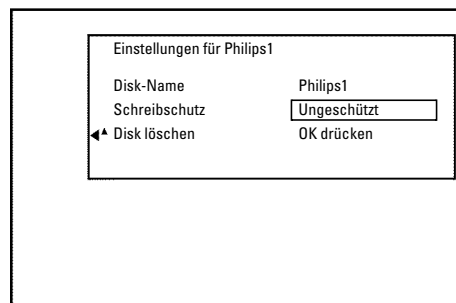 Einstellungen für Philips1
Disk-Name Philips1
Schreibschutz Ungeschützt
Disk löschen OK drücken